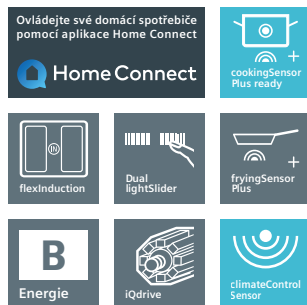 Ovládejte své domácí spotřebiče
pomocí aplikace Home Connect
Home Connect
cookingSensor
Plus ready
IN
flexInduction
Dual
lightSlider
fryingSensor
Plus
B
Energie
iQdrive
climateControl
Sensor